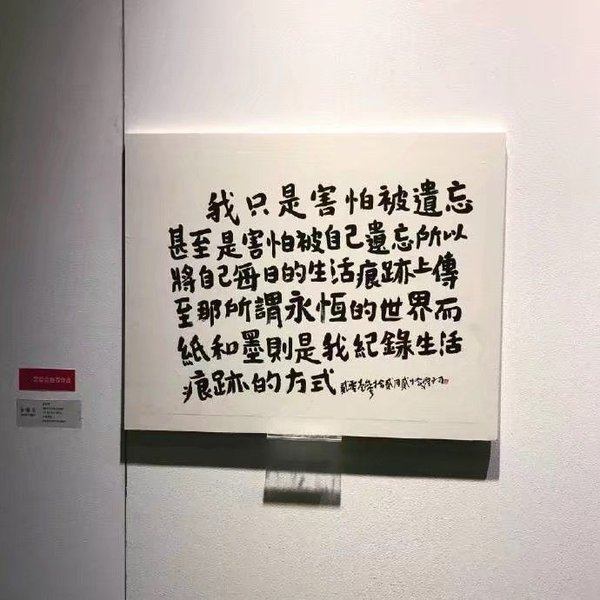 我只是害怕被遺忘
甚至是害怕被自己遺忘所以
將自己每日的生活痕跡上傳
至那所謂永恆的世界而
紙和墨則是我紀錄生活
痕跡的方式